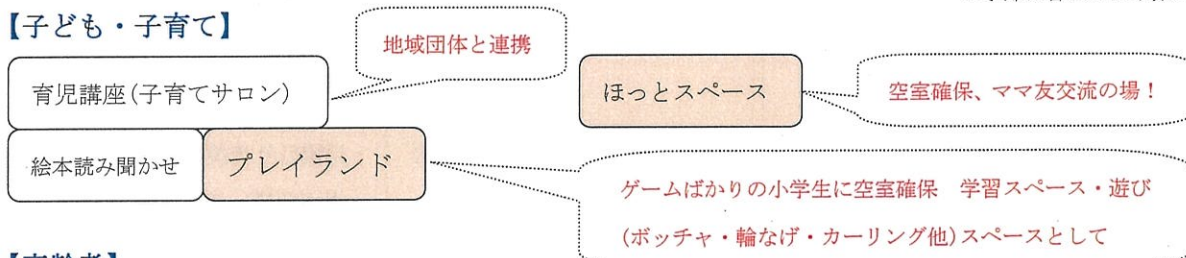 【子ども・子育て】
地域団体と連携
育児講座(子育てサロン)
ほっとスペース
空室確保、ママ友交流の場！
絵本読み聞かせ
プレイランド
ゲームばかりの小学生に空室確保　学習スペース・遊び
(ボッチャ・輪なげ・カーリング他)スペースとして